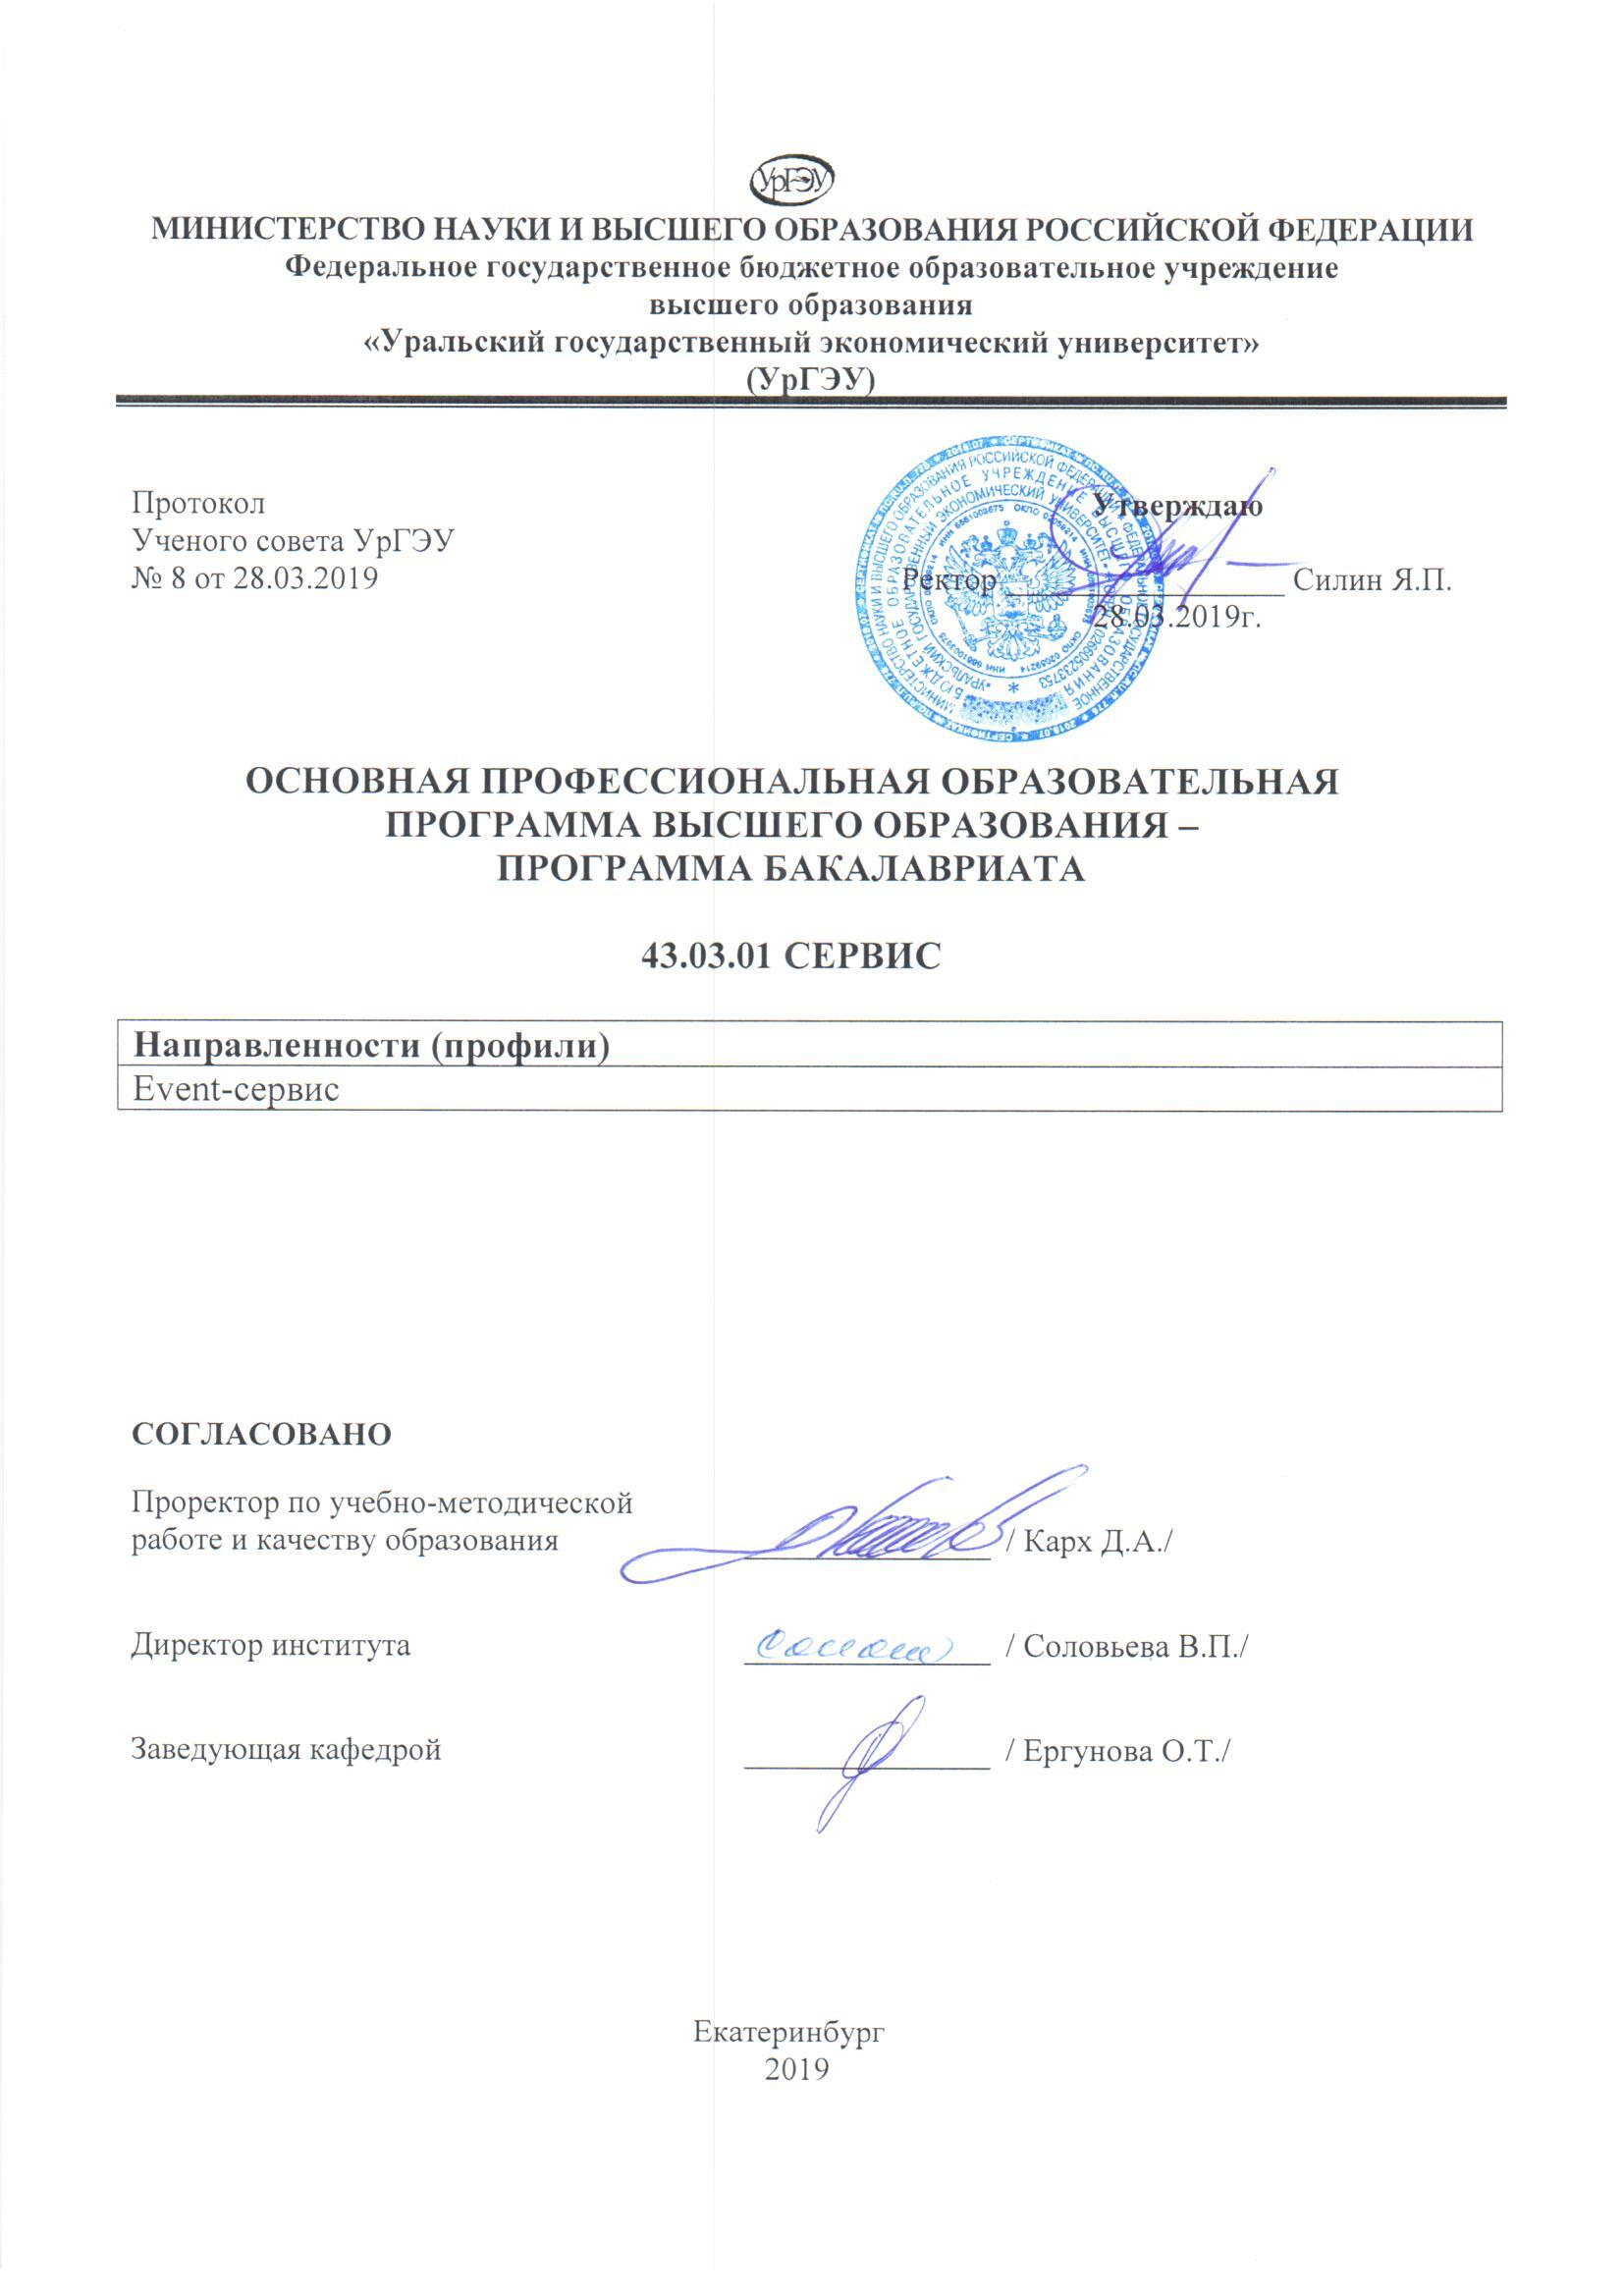 УрГЭУ
МИНИСТЕРСТВО НАУКИ И ВЫСШЕГО ОБРАЗОВАНИЯ РОССИЙСКОЙ ФЕДЕРАЦИИ
Федеральное государственное бюджетное образовательное учреждение
высшего образования
«Уральский государственный экономический университет»
(УрГЭУ)
Протокол
Ученого совета УрГЭУ
№ 8 от 28.03.2019
Утверждаю
Ректор Силин Я.П.
28.03.2019г.
ОСНОВНАЯ ПРОФЕССИОНАЛЬНАЯ ОБРАЗОВАТЕЛЬНАЯ
ПРОГРАММА ВЫСШЕГО ОБРАЗОВАНИЯ –
ПРОГРАММА БАКАЛАВРИАТА
43.03.01 СЕРВИС
Направленности (профили)
Event-сервис
СОГЛАСОВАНО
Проректор по учебно-методической
работе и качеству образования / Карх Д.А./
Директор института / Соловьева В.П./
Заведующая кафедрой / Ергунова О.Т./
Екатеринбург
2019